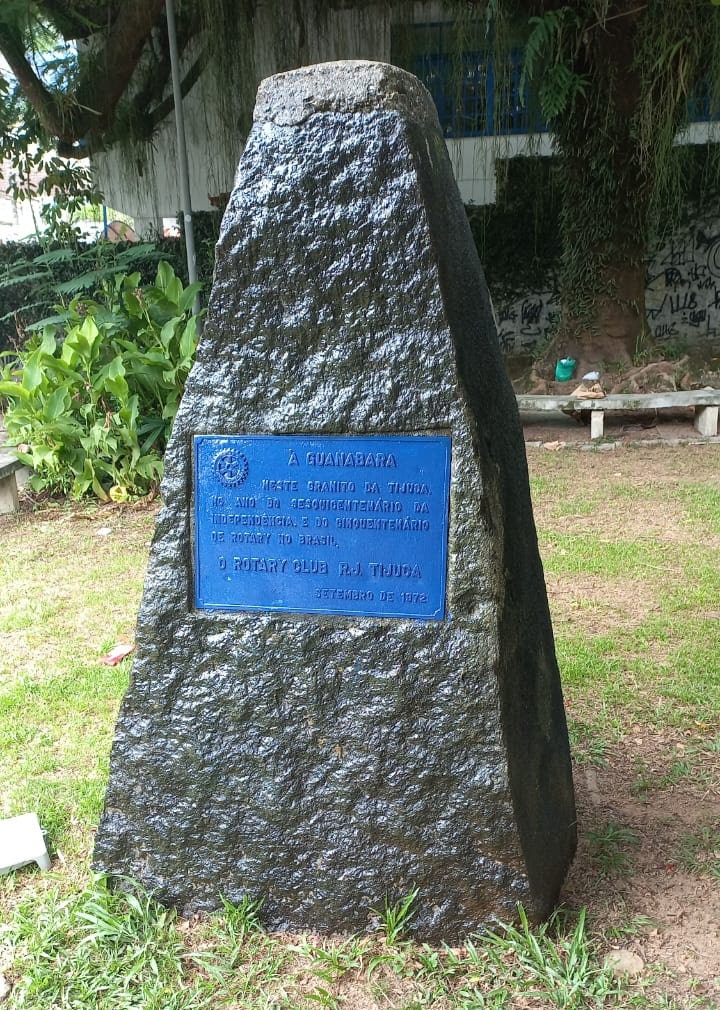 À GUANABARA
NESTE GRANITO DA TIJUCA,
NO ANO DO SESQUICENTENÁRIO DA
INDEPENDÊNCIA, E DO CINQUENTENÁRIO
DE ROTARY NO BRASIL,
O ROTARY CLUB R.J. TIJUCA
SETEMBRO DE 1972